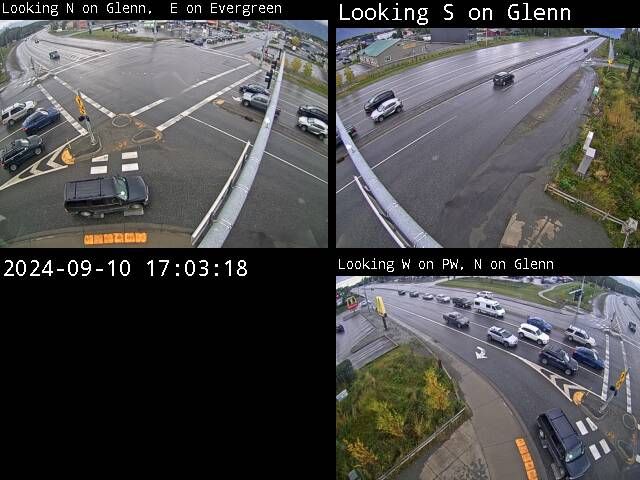 Looking N on Glenn,  E on Evergreen
Looking S on Glenn
2024-09-10 17:03:18
Looking W on PW, N on Glenn